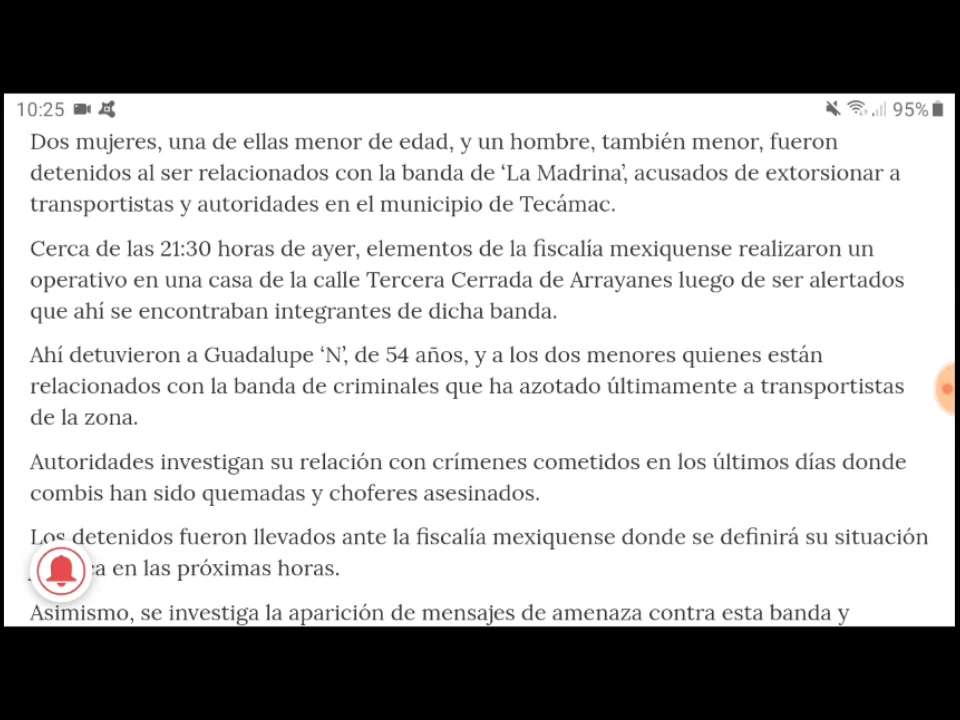 10:25 95%
Dos mujeres, una de ellas menor de edad, y un hombre, también menor, fueron
detenidos al ser relacionados con la banda de ‘La Madrina’, acusados de extorsionar a
transportistas y autoridades en el municipio de Tecámac.
Cerca de las 21:30 horas de ayer, elementos de la fiscalía mexiquense realizaron un
operativo en una casa de la calle Tercera Cerrada de Arrayanes luego de ser alertados
que ahí se encontraban integrantes de dicha banda.
Ahí detuvieron a Guadalupe ‘N’, de 54 años, y a los dos menores quienes están
relacionados con la banda de criminales que ha azotado últimamente a transportistas
de la zona.
Autoridades investigan su relación con crímenes cometidos en los últimos días donde
combis han sido quemadas y choferes asesinados.
Los detenidos fueron llevados ante la fiscalía mexiquense donde se definirá su situación
en las próximas horas.
Asimismo, se investiga la aparición de mensajes de amenaza contra esta banda y